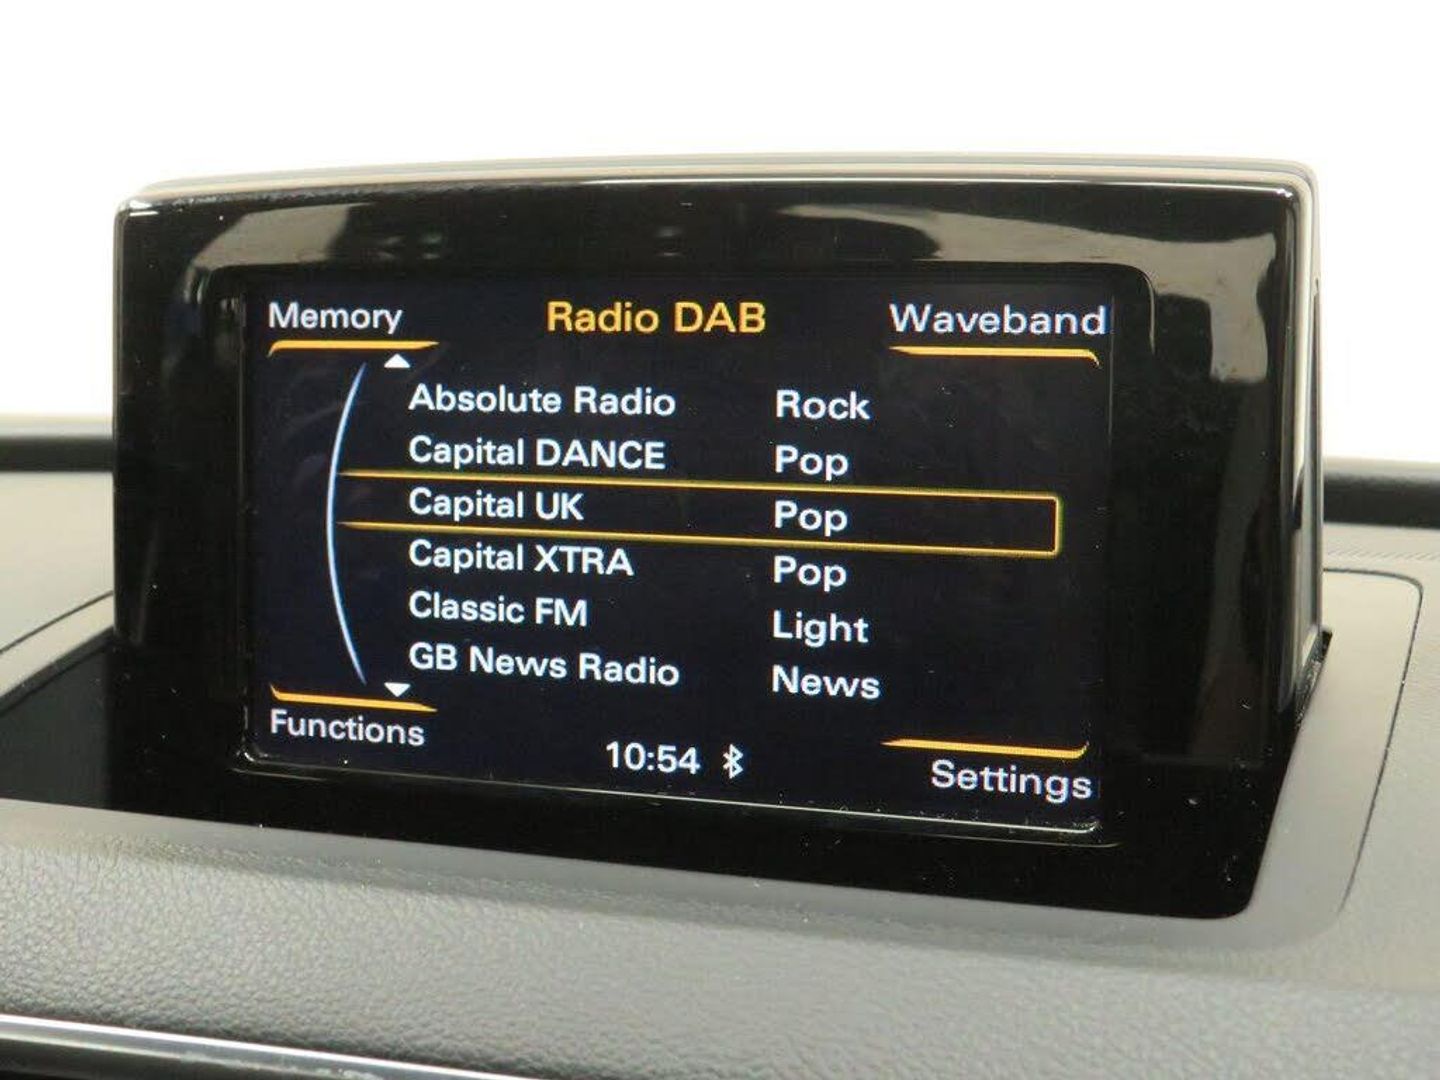 Memory Radio DAB Waveband
Absolute Radio Rock
Capital DANCE Pop
Capital UK Pop
Capital XTRA Pop
Classic FM Light
GB News Radio News
Functions 10:54 Settings